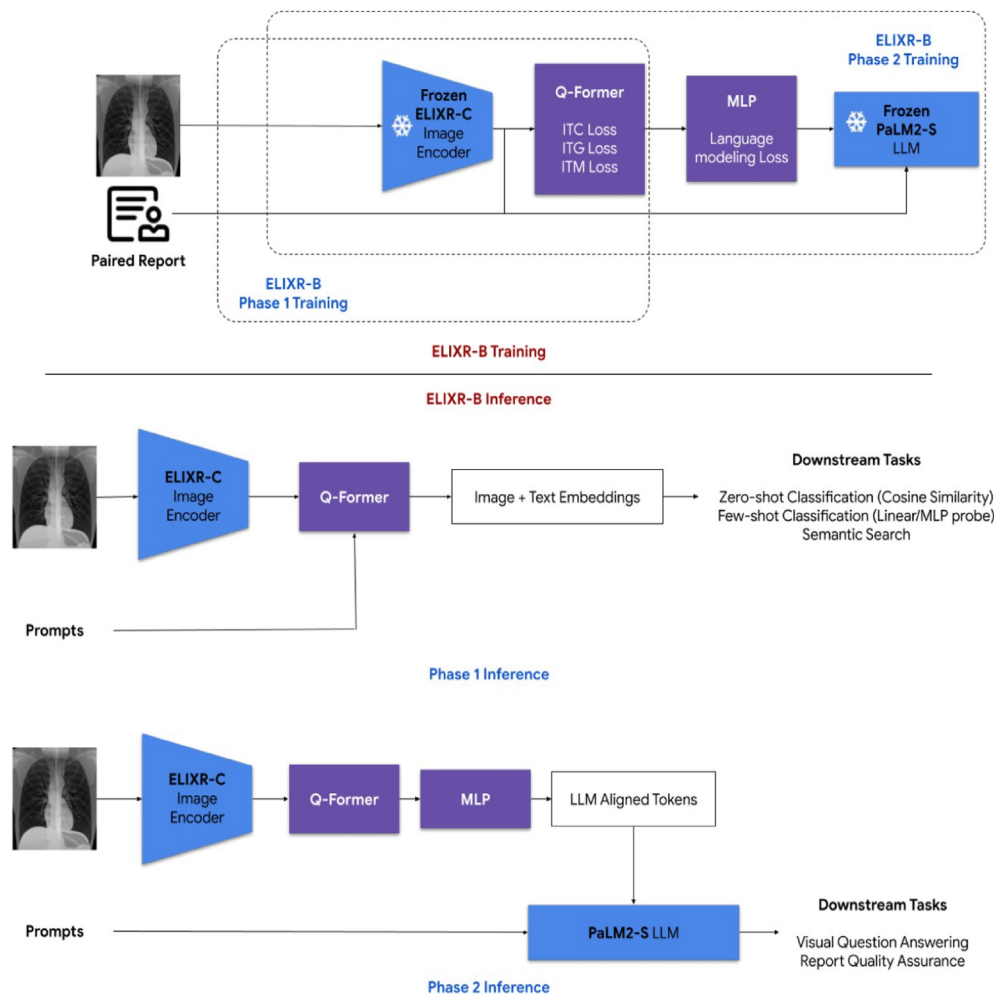 ELIXR-B
Phase 2 Training
Frozen
ELIXR-C
Image
Encoder
Q-Former
ITC Loss
ITG Loss
ITM Loss
MLP
Language
modeling Loss
Frozen
PaLM2-S
LLM
Paired Report
ELIXR-B
Phase 1 Training
ELIXR-B Training
ELIXR-B Inference
ELIXR-C
Image
Encoder
Q-Former
Image + Text Embeddings
Downstream Tasks
Zero-shot Classification (Cosine Similarity)
Few-shot Classification (Linear/MLP probe)
Semantic Search
Prompts
Phase 1 Inference
ELIXR-C
Image
Encoder
Q-Former
MLP
LLM Aligned Tokens
Prompts
PaLM2-S LLM
Downstream Tasks
Visual Question Answering
Report Quality Assurance
Phase 2 Inference